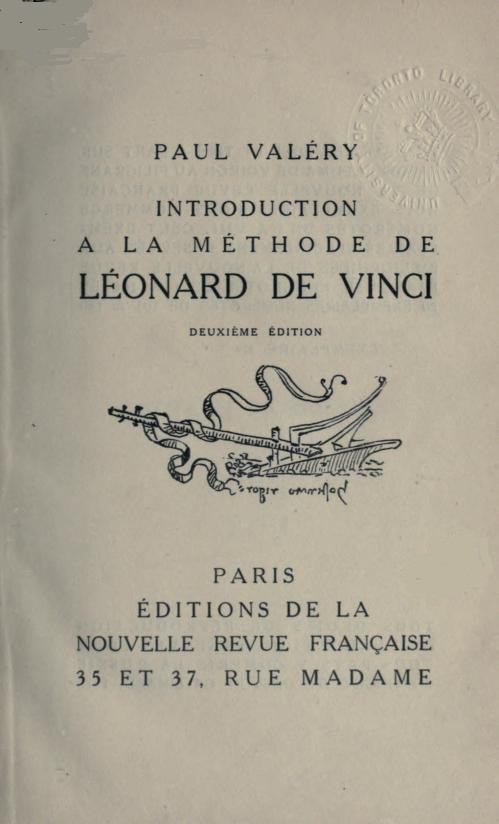 PAUL VALÉRY
INTRODUCTION
A LA MÉTHODE DE
LÉONARD DE VINCI
DEUXIÈME ÉDITION
PARIS
ÉDITIONS DE LA
NOUVELLE REVUE FRANÇAISE
35 ET 37, RUE MADAME